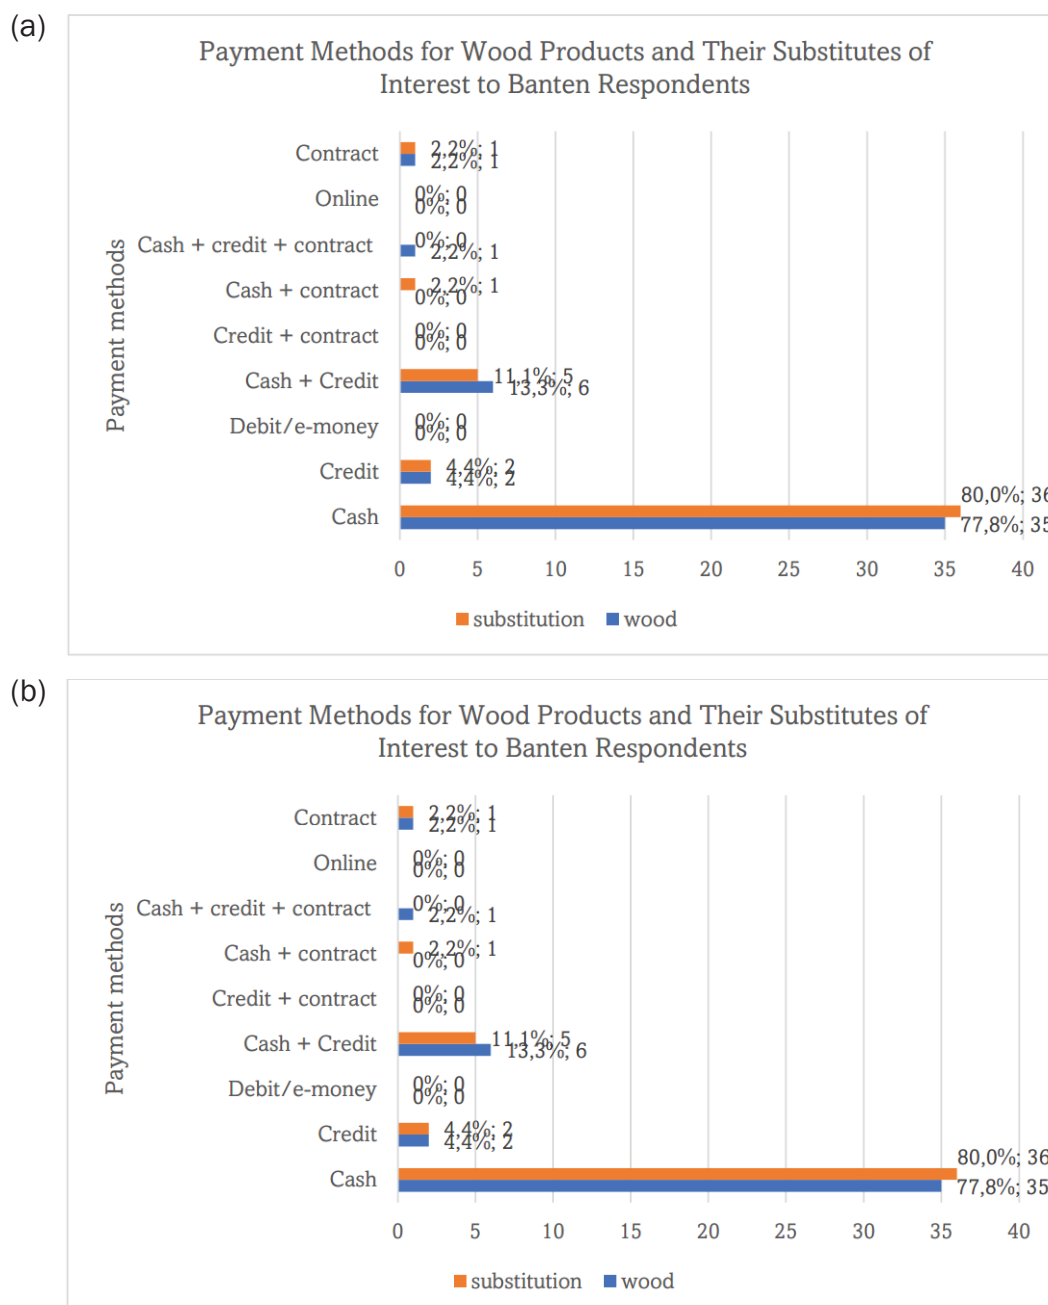 (a)
Payment Methods for Wood Products and Their Substitutes of
Interest to Banten Respondents
Payment methods
Contract
2,2%; 1
2,2%; 1
Online
0%; 0
0%; 0
Cash + credit + contract
0%; 0
2,2%; 1
Cash + contract
2,2%; 1
0%; 0
Credit + contract
0%; 0
0%; 0
Cash + Credit
11,1%; 5
13,3%; 6
Debit/e-money
0%; 0
0%; 0
Credit
4,4%; 2
4,4%; 2
Cash
80,0%; 36
77,8%; 35
0 5 10 15 20 25 30 35 40
substitution wood
(b)
Payment Methods for Wood Products and Their Substitutes of
Interest to Banten Respondents
Payment methods
Contract
2,2%; 1
2,2%; 1
Online
0%; 0
0%; 0
Cash + credit + contract
0%; 0
2,2%; 1
Cash + contract
2,2%; 1
0%; 0
Credit + contract
0%; 0
0%; 0
Cash + Credit
11,1%; 5
13,3%; 6
Debit/e-money
0%; 0
0%; 0
Credit
4,4%; 2
4,4%; 2
Cash
80,0%; 36
77,8%; 35
0 5 10 15 20 25 30 35 40
substitution wood